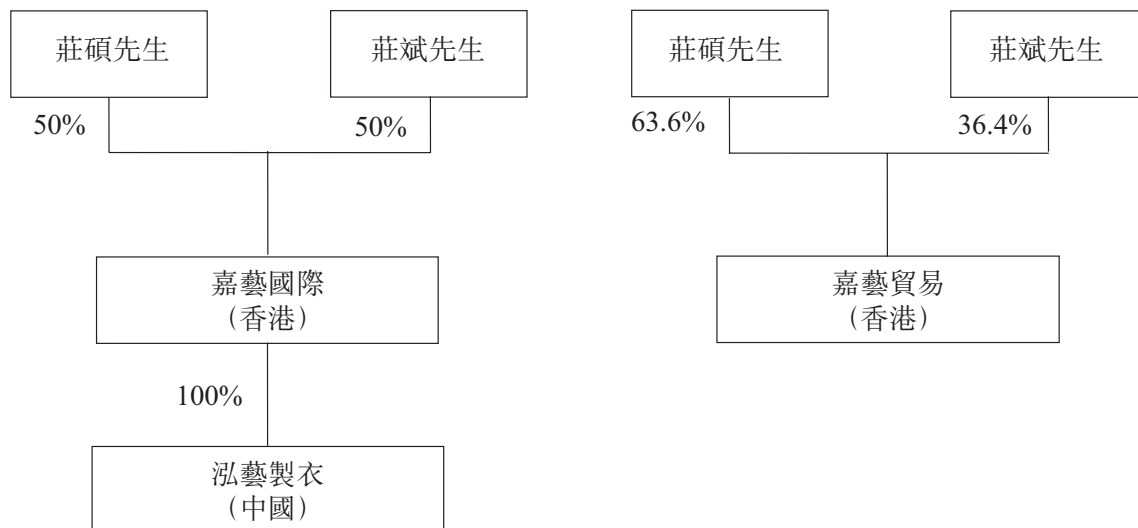 莊碩先生
莊斌先生
50%
50%
嘉藝國際
（香港）
100%
泓藝製衣
（中國）
莊碩先生
莊斌先生
63.6%
36.4%
嘉藝貿易
（香港）